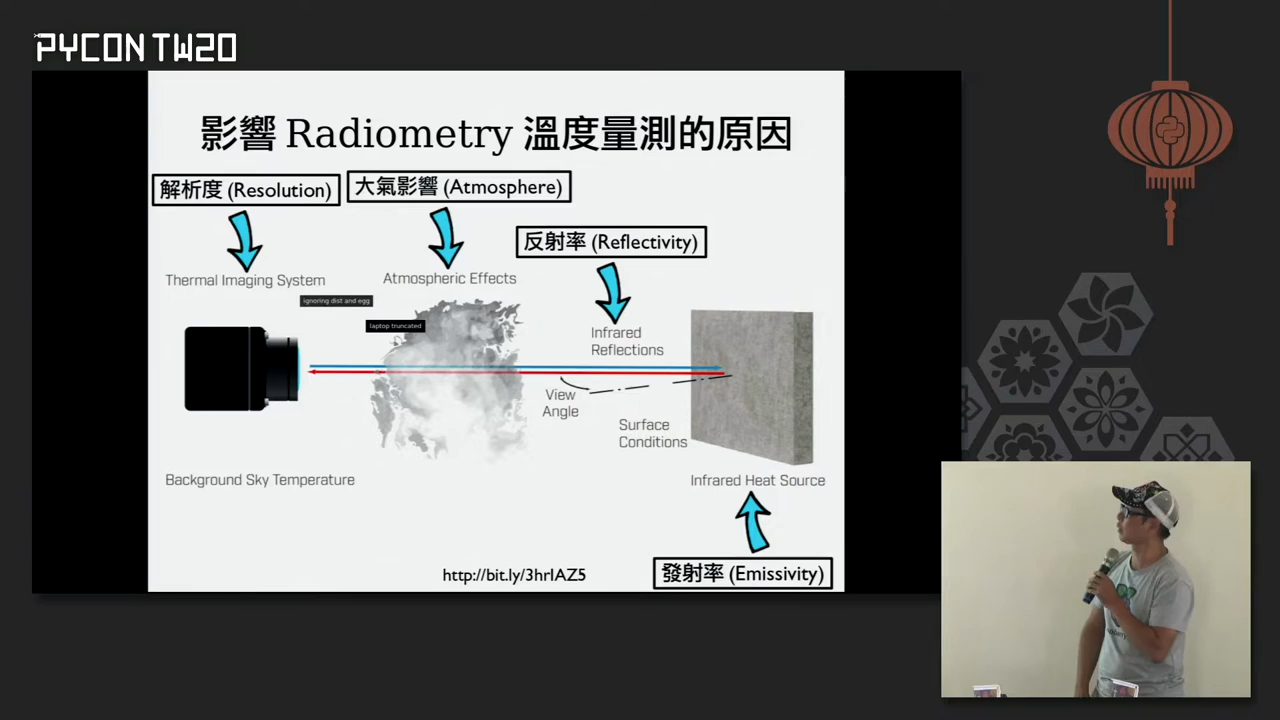 PYCON TW20
影響 Radiometry 溫度量測的原因
解析度 (Resolution)
大氣影響 (Atmosphere)
反射率 (Reflectivity)
Thermal Imaging System
Atmospheric Effects
ignoring dist and egg
laptop truncated
Infrared
Reflections
View
Angle
Surface
Conditions
Background Sky Temperature
Infrared Heat Source
http://bit.ly/3hrIAZ5
發射率 (Emissivity)